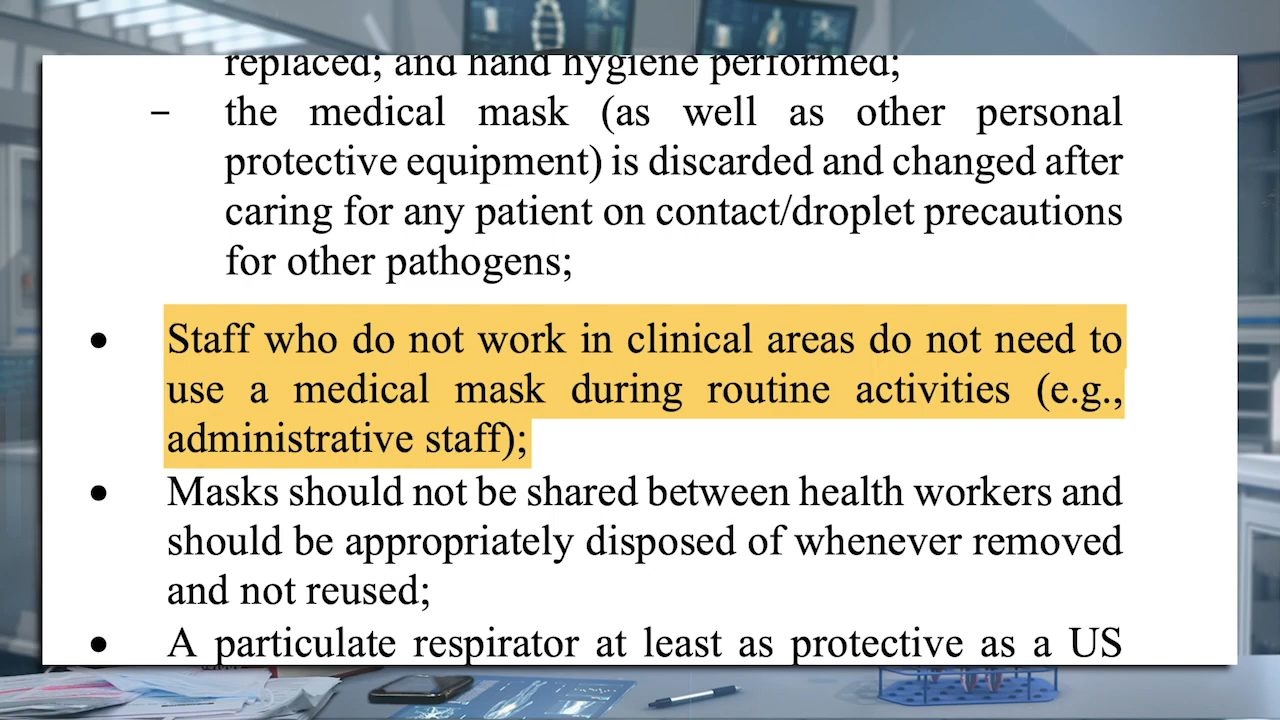 replaced; and hand hygiene performed;
– the medical mask (as well as other personal
protective equipment) is discarded and changed after
caring for any patient on contact/droplet precautions
for other pathogens;
• Staff who do not work in clinical areas do not need to
use a medical mask during routine activities (e.g.,
administrative staff);
• Masks should not be shared between health workers and
should be appropriately disposed of whenever removed
and not reused;
• A particulate respirator at least as protective as a US